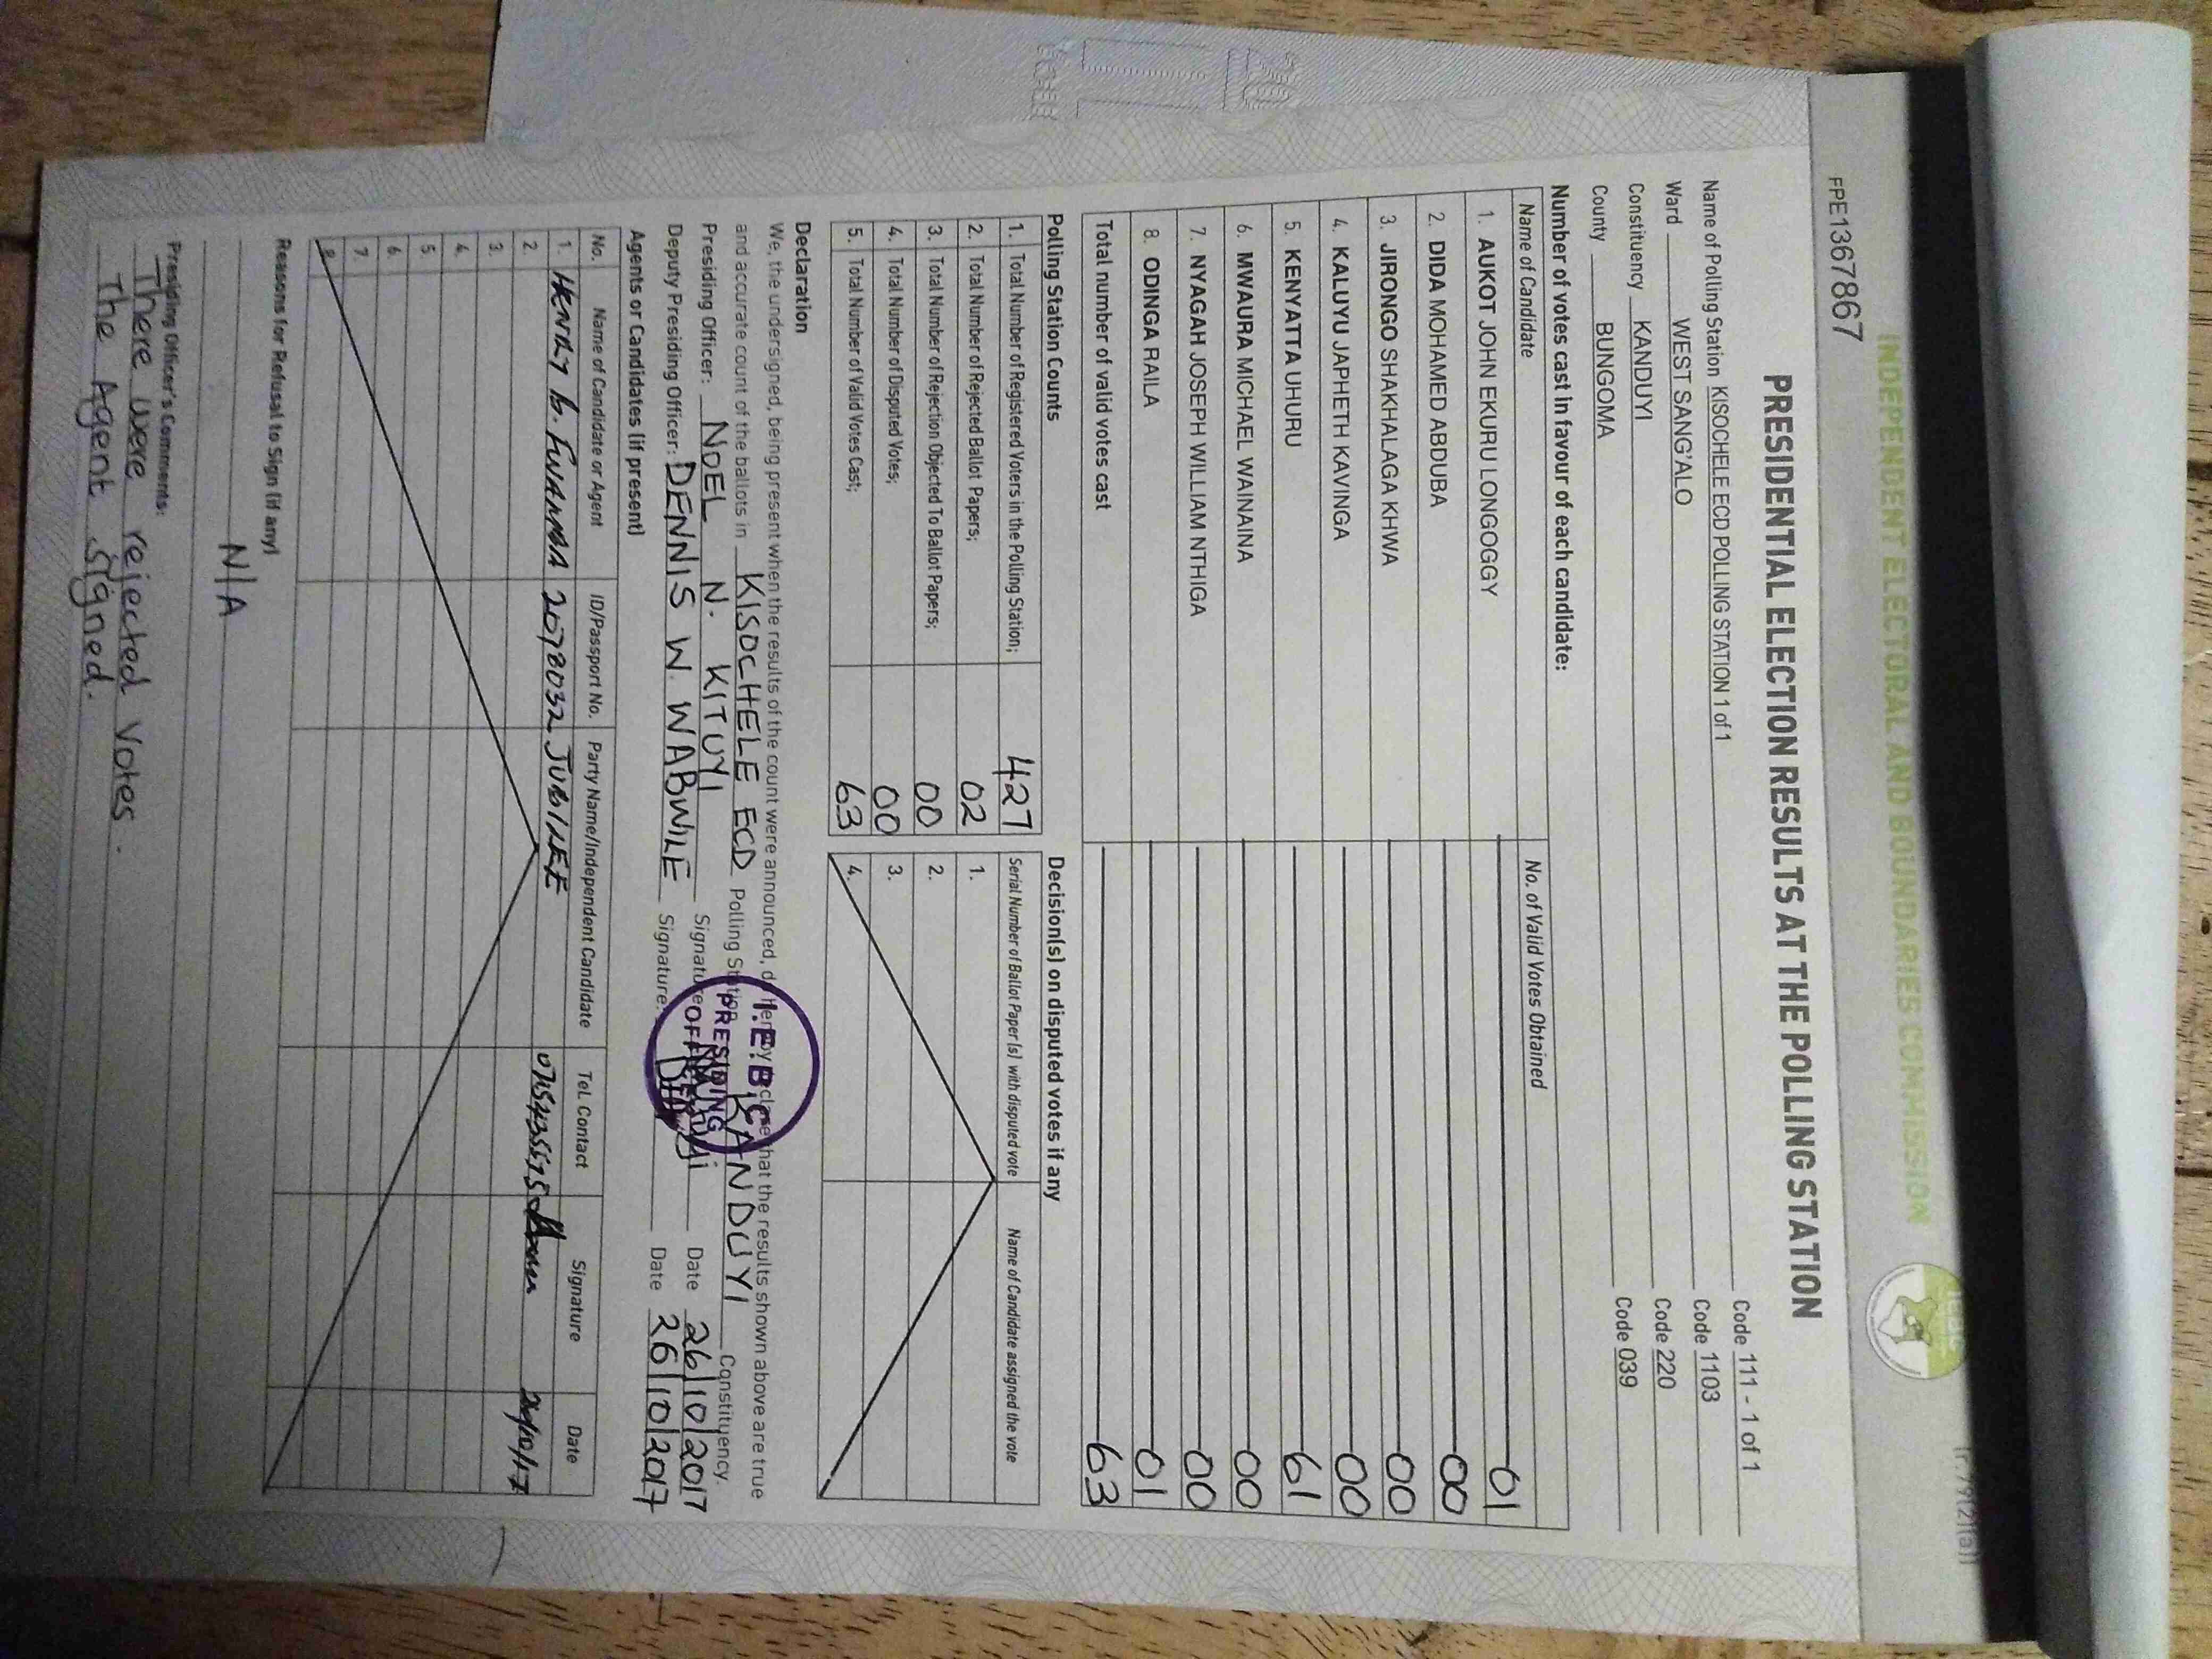 INDEPENDENT ELECTORAL AND BOUNDARIES COMMISSION
FPE1367867
PRESIDENTIAL ELECTION RESULTS AT THE POLLING STATION
Name of Polling Station KISOCHELE ECD POLLING STATION 1 of 1 Code 111 - 1 of 1
Ward WEST SANG'ALO Code 1103
Constituency KANDUYI Code 220
County BUNGOMA Code 039
Number of votes cast in favour of each candidate:
Name of Candidate No. of Valid Votes Obtained
1. AUKOT JOHN EKURU LONGOGGY 01
2. DIDA MOHAMED ABDUBA 00
3. JIRONGO SHAKHALAGA KHWA 00
4. KALUYU JAPHETH KAVINGA 00
5. KENYATTA UHURU 61
6. MWAURA MICHAEL WAINAINA 00
7. NYAGAH JOSEPH WILLIAM NTHIGA 00
8. ODINGA RAILA 01
Total number of valid votes cast 63
Polling Station Counts Decision(s) on disputed votes if any
Serial Number of Ballot Paper (s) with disputed vote Name of Candidate assigned the vote
1. Total Number of Registered Voters in the Polling Station; 427
2. Total Number of Rejected Ballot Papers; 02 1.
3. Total Number of Rejection Objected To Ballot Papers; 00 2.
4. Total Number of Disputed Votes; 00 3.
5. Total Number of Valid Votes Cast; 63 4.
Declaration
We, the undersigned, being present when the results of the count were announced, do hereby declare that the results shown above are true
and accurate count of the ballots in KISOCHELE ECD Polling Station KANDUYI Constituency.
Presiding Officer: NOEL N. KITUYI Signature Date 26/10/2017
Deputy Presiding Officer: DENNIS W. WABWILE Signature: Date 26/10/2017
I.E.B.C
PRESIDING
Agents or Candidates (if present)
No. Name of Candidate or Agent ID/Passport No. Party Name/Independent Candidate Tel. Contact Signature Date
1. HENRY B. 2078032 JUBILEE 26/10/17
2.
3.
4.
5
6.
7.
8.
Reasons for Refusal to Sign (if any)
N/A
Presiding Officer's Comments:
There were rejected votes.
The Agent signed.